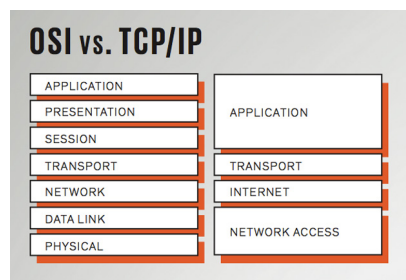 OSI vs. TCP/IP
APPLICATION
PRESENTATION
SESSION
TRANSPORT
NETWORK
DATA LINK
PHYSICAL
APPLICATION
TRANSPORT
INTERNET
NETWORK ACCESS